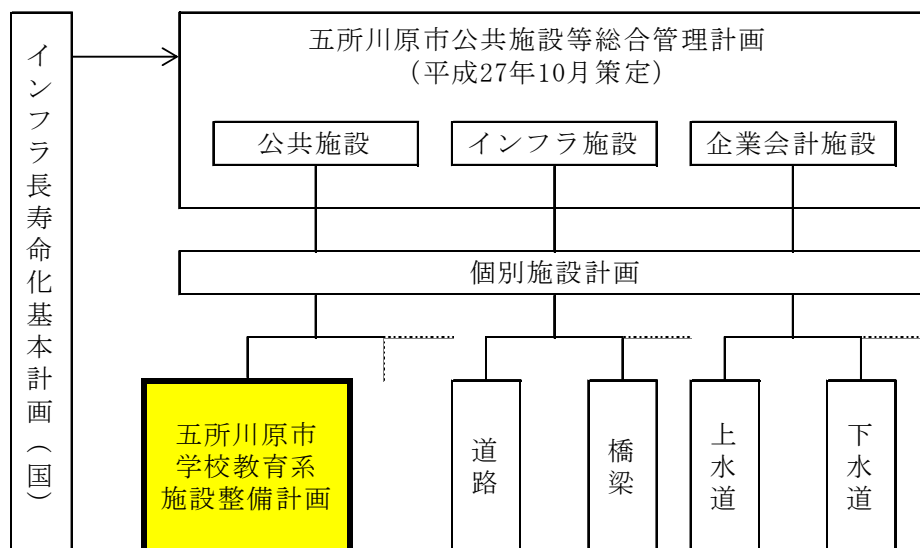 インフラ長寿命化基本計画(国)
五所川原市公共施設等総合管理計画
(平成27年10月策定)
公共施設
インフラ施設
企業会計施設
個別施設計画
五所川原市
学校教育系
施設整備計画
道路
橋梁
上水道
下水道